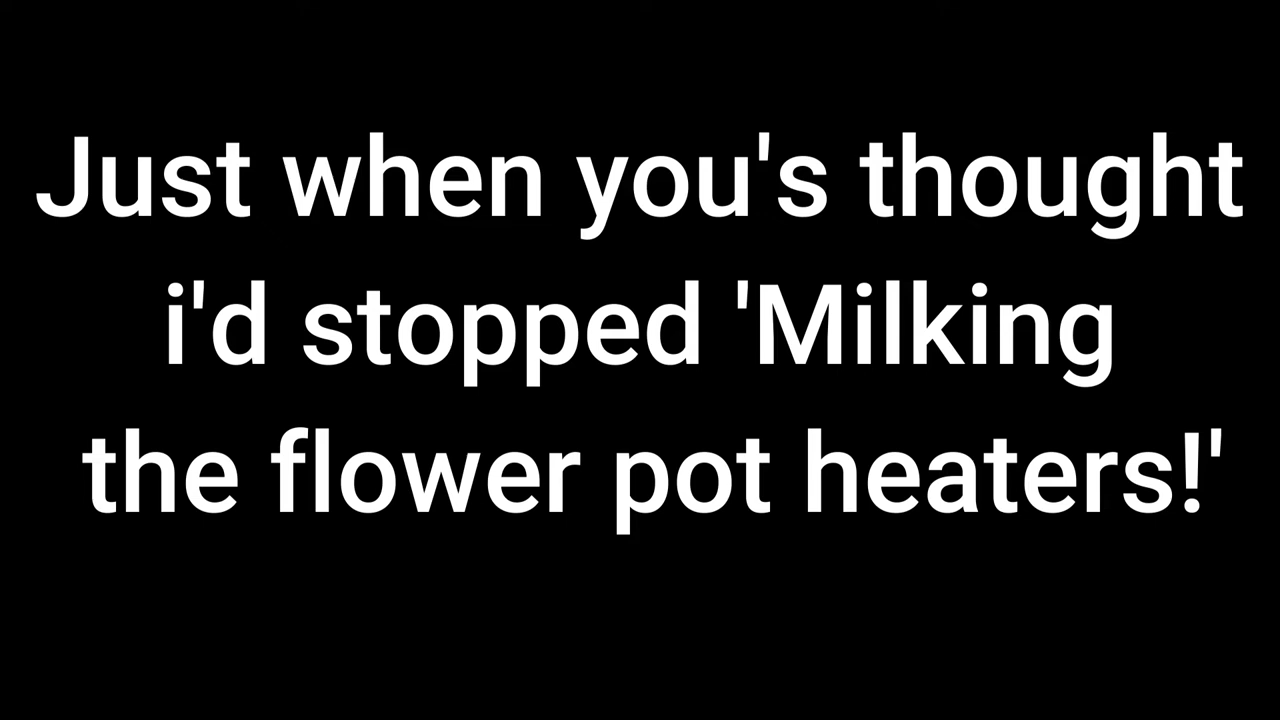 Just when you's thought
i'd stopped 'Milking
the flower pot heaters!'